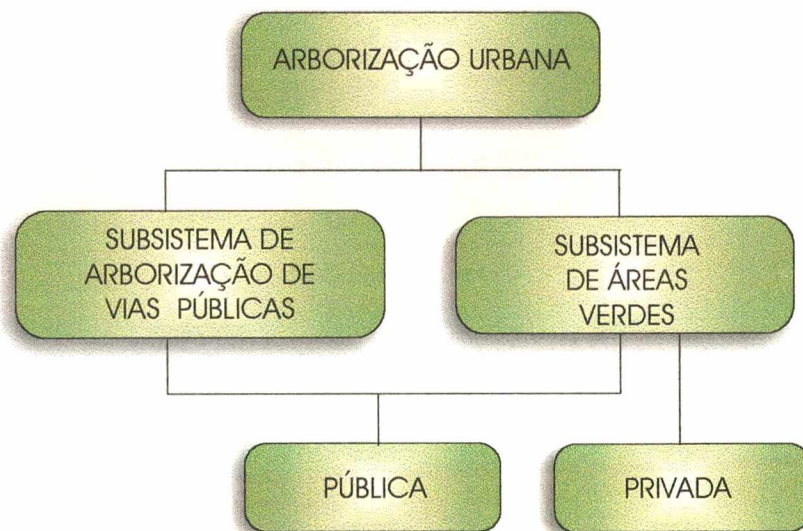 ARBORIZAÇÃO URBANA
SUBSISTEMA DE
ARBORIZAÇÃO DE
VIAS PÚBLICAS
SUBSISTEMA
DE ÁREAS
VERDES
PÚBLICA
PRIVADA